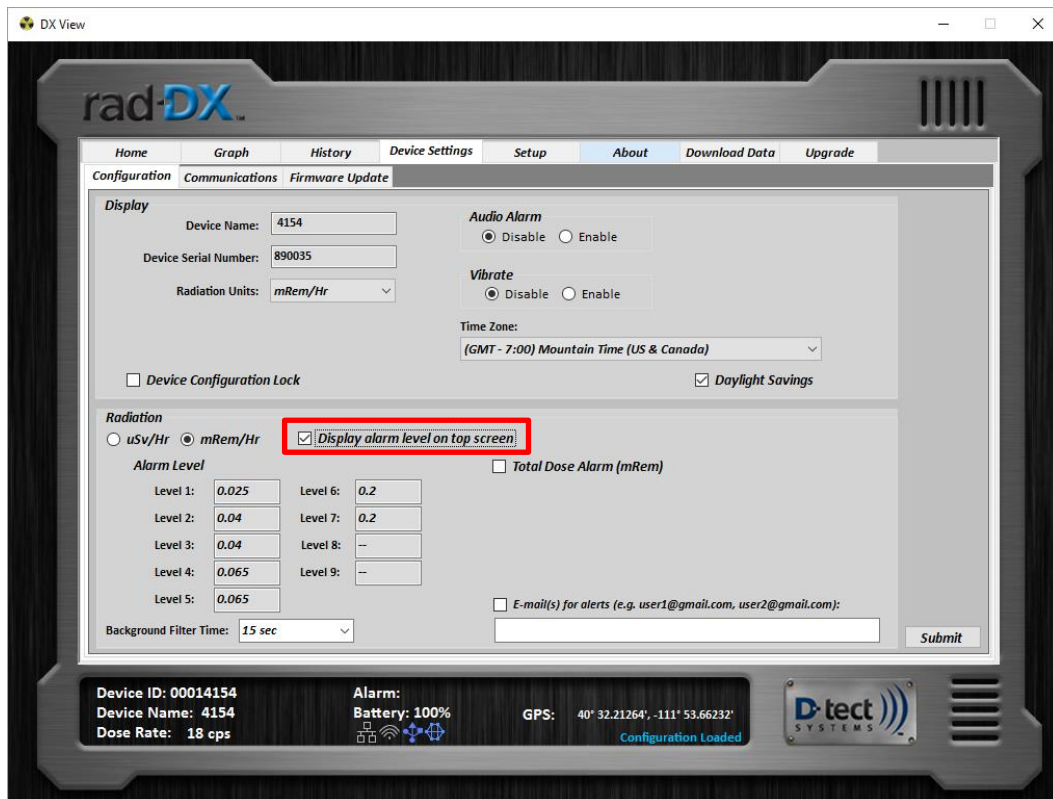 DX View
rad-DX™
Home Graph History Device Settings Setup About Download Data Upgrade
Configuration Communications Firmware Update
Display
Device Name: 4154
Device Serial Number: 890035
Radiation Units: mRem/Hr
Audio Alarm
Disable Enable
Vibrate
Disable Enable
Time Zone:
(GMT - 7:00) Mountain Time (US & Canada)
Device Configuration Lock
Daylight Savings
Radiation
uSv/Hr mRem/Hr Display alarm level on top screen
Alarm Level
Total Dose Alarm (mRem)
Level 1: 0.025 Level 6: 0.2
Level 2: 0.04 Level 7: 0.2
Level 3: 0.04 Level 8: --
Level 4: 0.065 Level 9: --
Level 5: 0.065
E-mail(s) for alerts (e.g. user1@gmail.com, user2@gmail.com):
Background Filter Time: 15 sec
Submit
Device ID: 00014154 Alarm:
Device Name: 4154 Battery: 100% GPS: 40° 32.21264', -111° 53.66232'
Dose Rate: 18 cps Configuration Loaded
D-tect
SYSTEMS